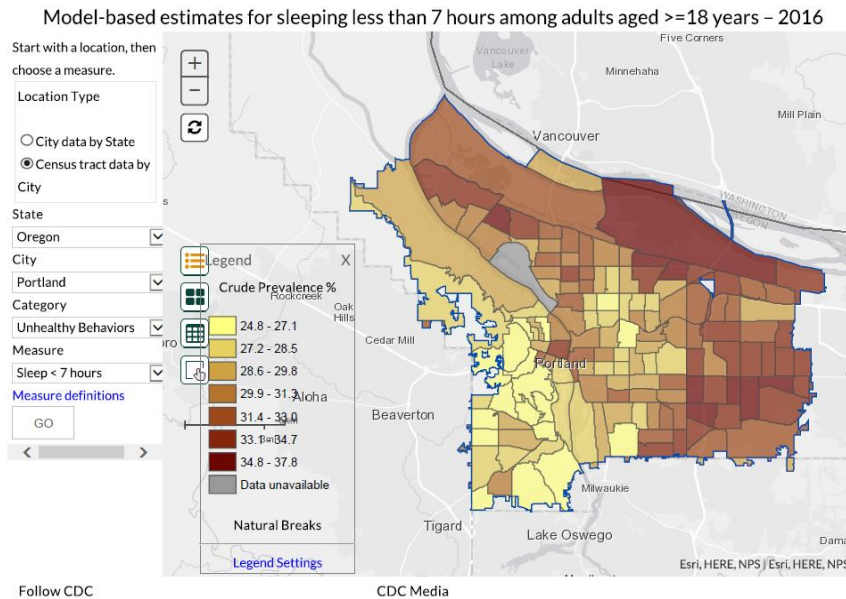 Model-based estimates for sleeping less than 7 hours among adults aged >=18 years – 2016
Start with a location, then
choose a measure.
Location Type
City data by State
Census tract data by
City
State
Oregon
City
Portland
Category
Unhealthy Behaviors
Measure
Sleep < 7 hours
Measure definitions
GO
+
−
Legend
X
Crude Prevalence %
24.8 - 27.1
27.2 - 28.5
28.6 - 29.8
29.9 - 31.3
31.4 - 33.0
33.1 - 34.7
34.8 - 37.8
Data unavailable
Natural Breaks
Legend Settings
Five Corners
Vancouver
Lake
Minnehaha
Mill Plain
Vancouver
WASHINGTON
OREGON
Rockcreek
Oak
Hills
Cedar Mill
Aloha
Portland
Beaverton
Milwaukie
Tigard
Lake Oswego
Dama
Esri, HERE, NPS | Esri, HERE, NPS
Follow CDC
CDC Media